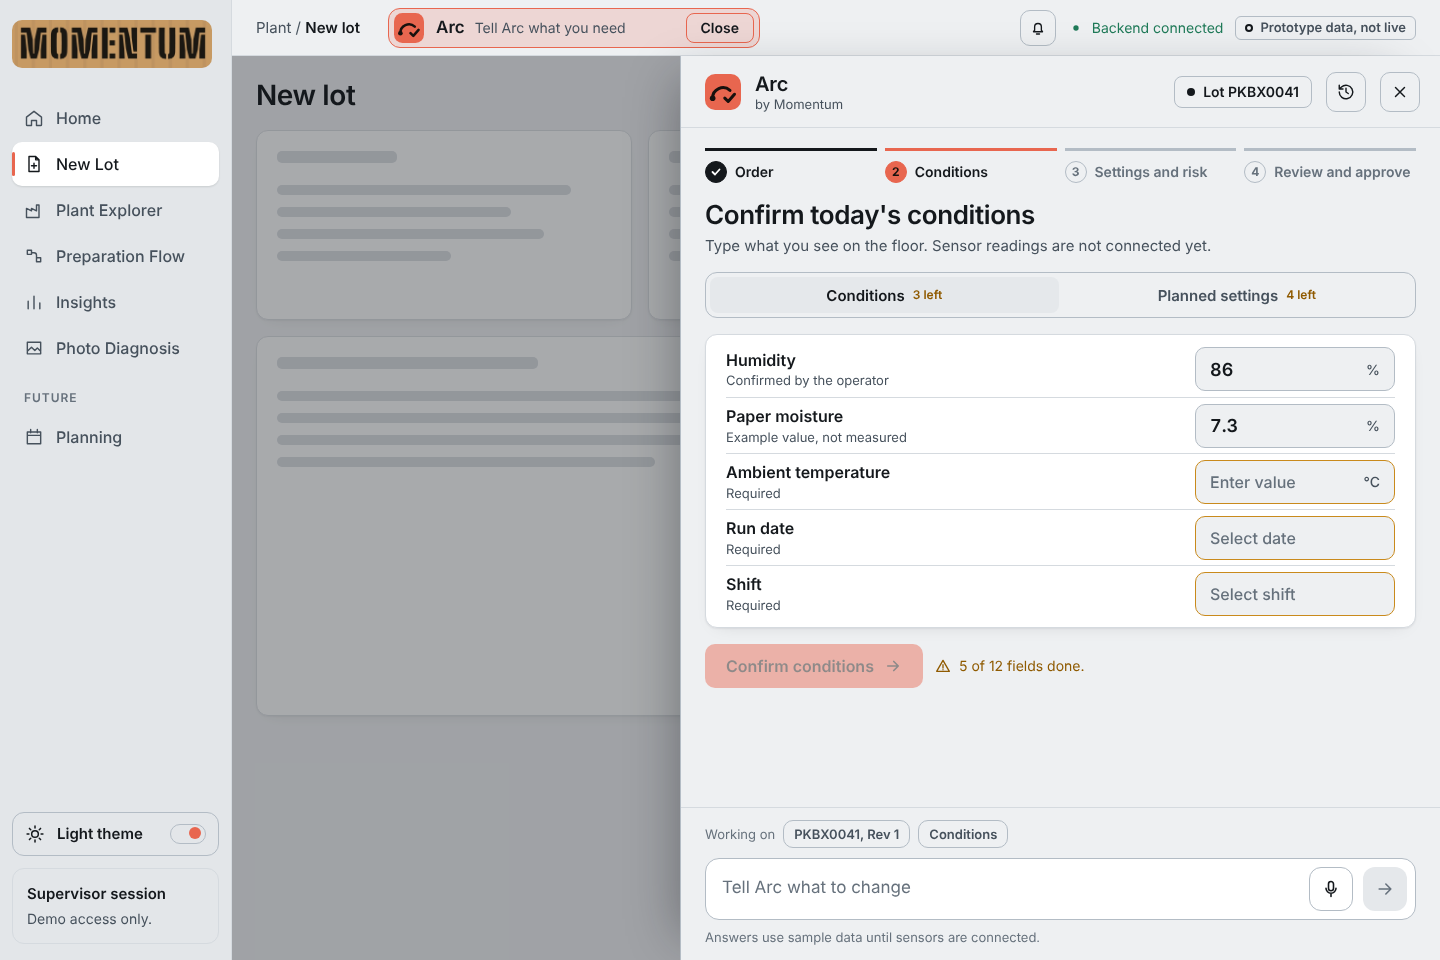 MOMENTUM
Home
New Lot
Plant Explorer
Preparation Flow
Insights
Photo Diagnosis
FUTURE
Planning
Light theme
Supervisor session
Demo access only.
Plant / New lot
Arc Tell Arc what you need Close
Backend connected
Prototype data, not live
New lot
Arc
by Momentum
Lot PKBX0041
Order
2 Conditions
3 Settings and risk
4 Review and approve
Confirm today's conditions
Type what you see on the floor. Sensor readings are not connected yet.
Conditions 3 left
Planned settings 4 left
Humidity
Confirmed by the operator
86 %
Paper moisture
Example value, not measured
7.3 %
Ambient temperature
Required
Enter value °C
Run date
Required
Select date
Shift
Required
Select shift
Confirm conditions
5 of 12 fields done.
Working on PKBX0041, Rev 1 Conditions
Tell Arc what to change
Answers use sample data until sensors are connected.